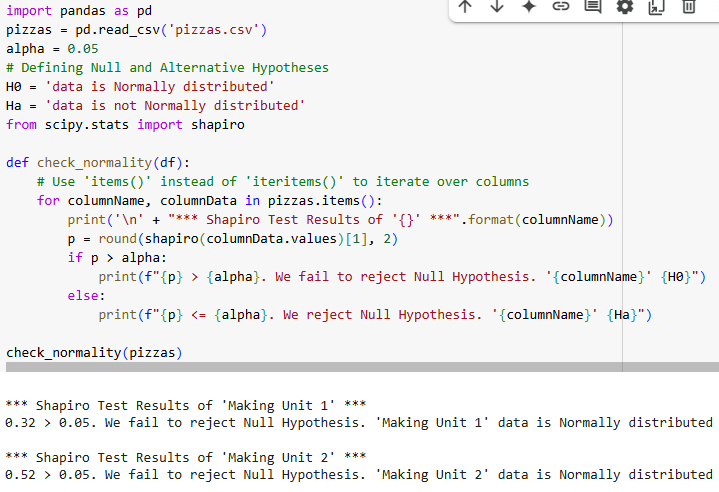 import pandas as pd
pizzas = pd.read_csv('pizzas.csv')
alpha = 0.05
# Defining Null and Alternative Hypotheses
H0 = 'data is Normally distributed'
Ha = 'data is not Normally distributed'
from scipy.stats import shapiro

def check_normality(df):
    # Use 'items()' instead of 'iteritems()' to iterate over columns
    for columnName, columnData in pizzas.items():
        print('\n' + "*** Shapiro Test Results of '{}' ***".format(columnName))
        p = round(shapiro(columnData.values)[1], 2)
        if p > alpha:
            print(f"{p} > {alpha}. We fail to reject Null Hypothesis. '{columnName}' {H0}")
        else:
            print(f"{p} <= {alpha}. We reject Null Hypothesis. '{columnName}' {Ha}")

check_normality(pizzas)

*** Shapiro Test Results of 'Making Unit 1' ***
0.32 > 0.05. We fail to reject Null Hypothesis. 'Making Unit 1' data is Normally distributed

*** Shapiro Test Results of 'Making Unit 2' ***
0.52 > 0.05. We fail to reject Null Hypothesis. 'Making Unit 2' data is Normally distributed